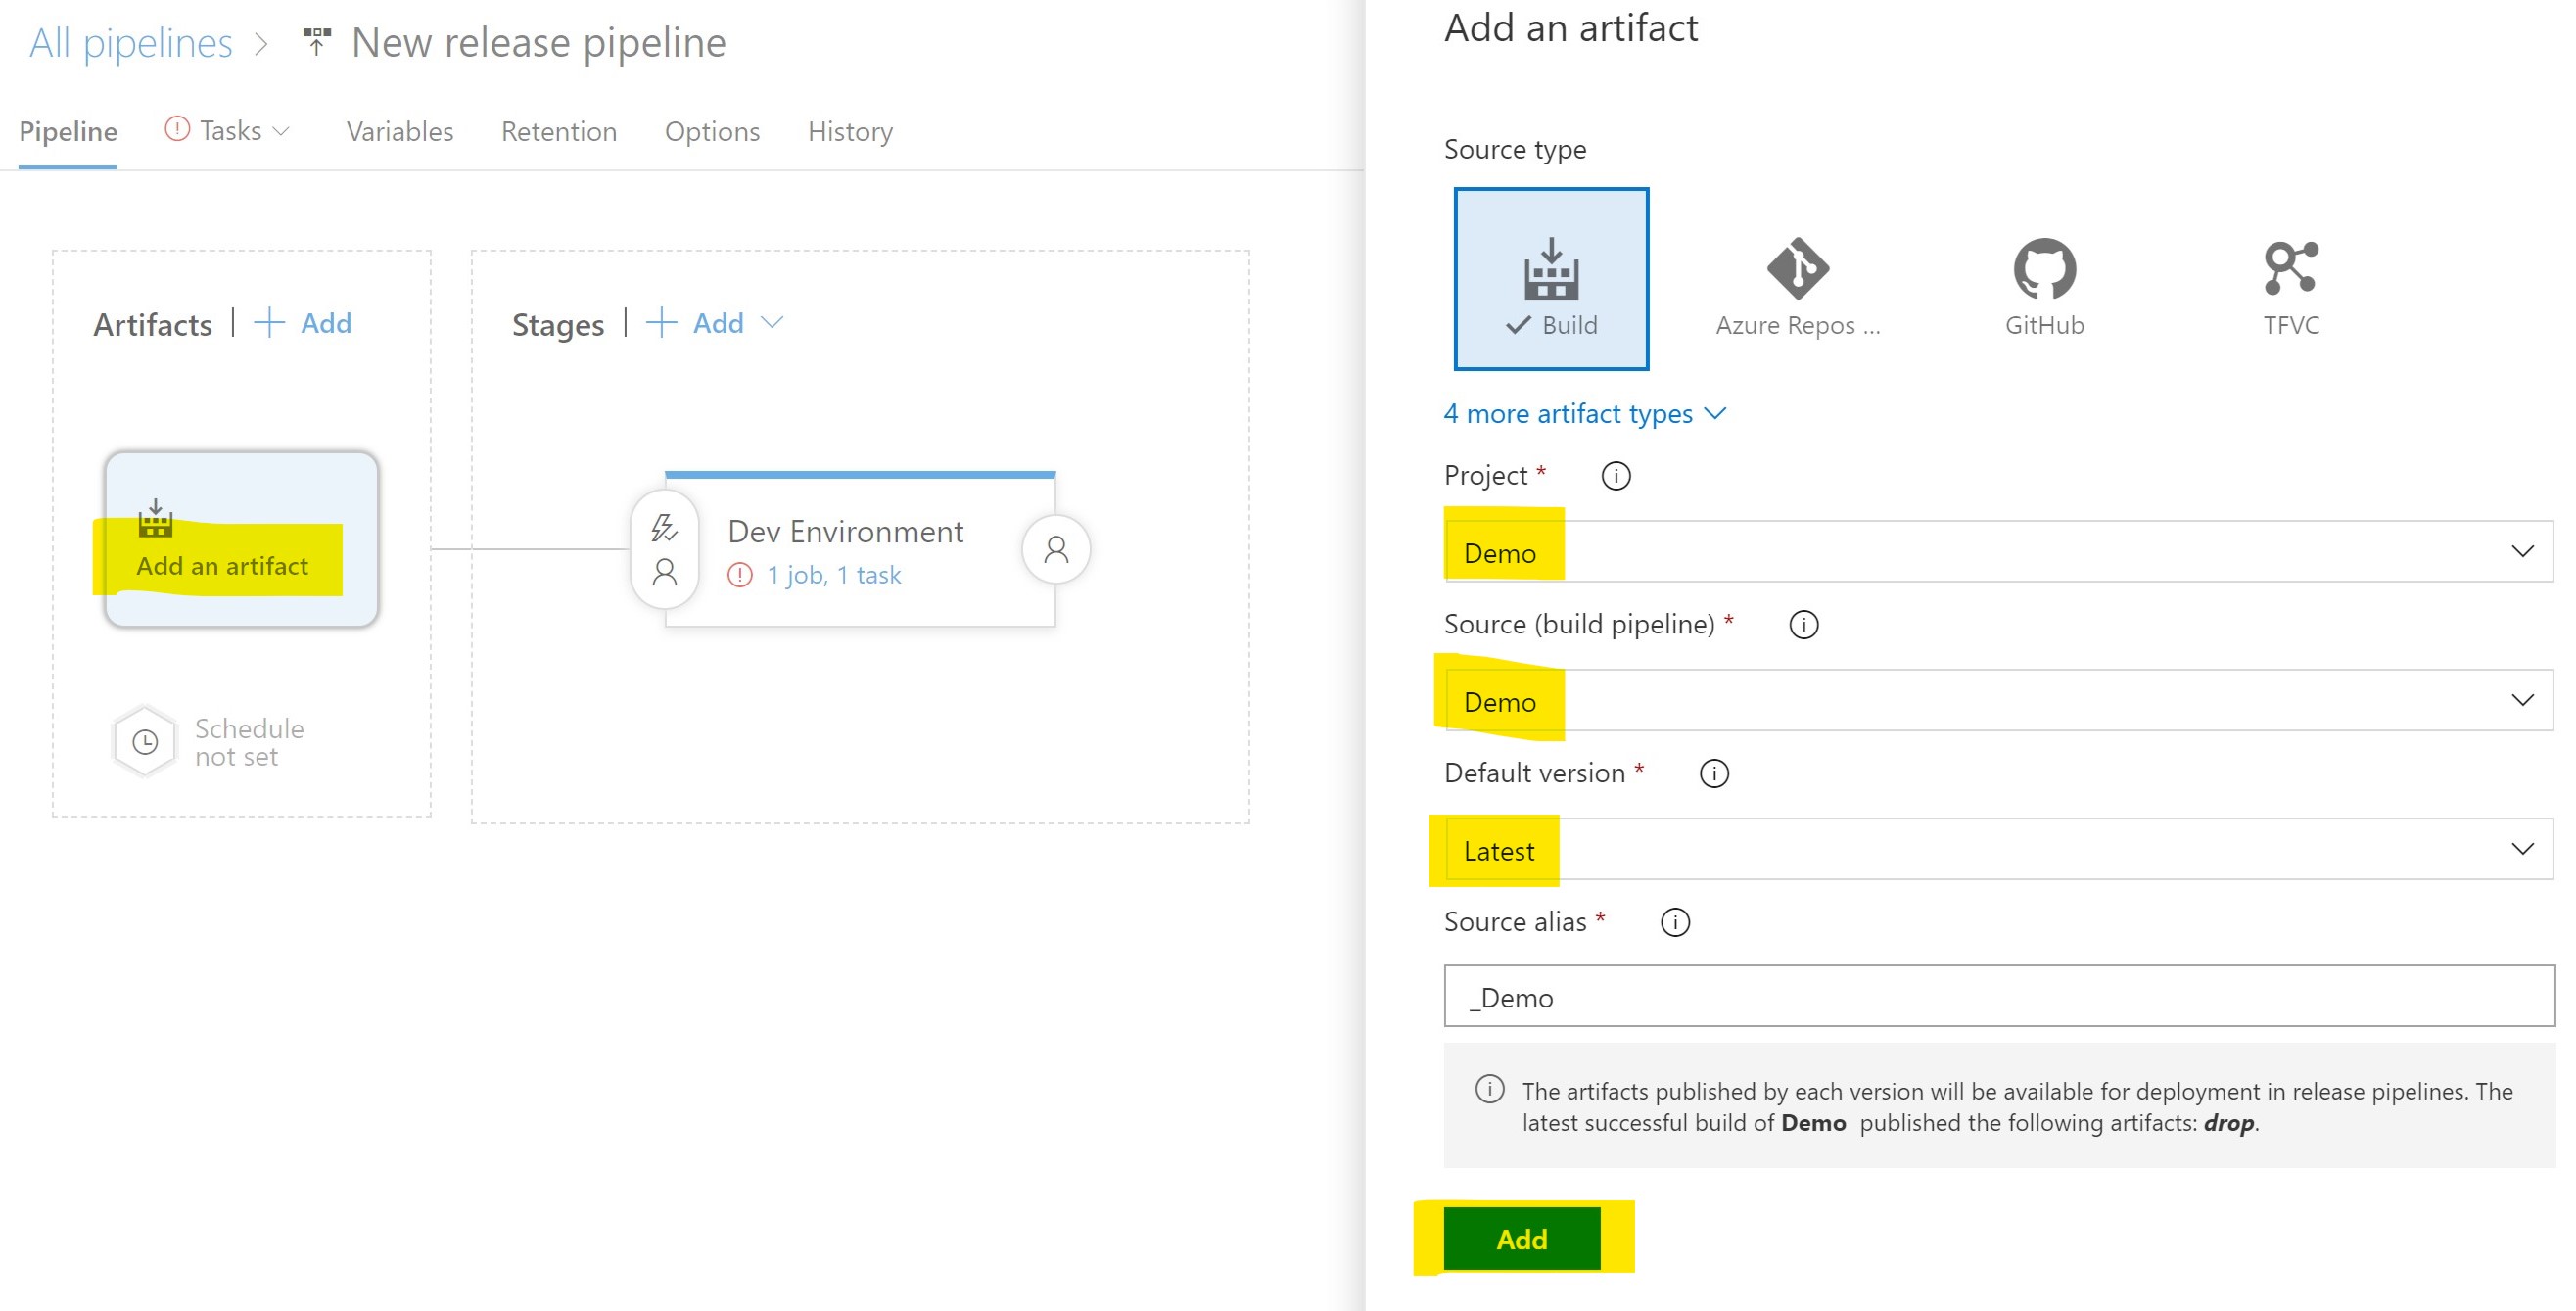 All pipelines > New release pipeline
Pipeline Tasks Variables Retention Options History
Artifacts | + Add
Stages | + Add
Add an artifact
Dev Environment
1 job, 1 task
Schedule
not set
Add an artifact
Source type
Build
Azure Repos ...
GitHub
TFVC
4 more artifact types
Project *
Demo
Source (build pipeline) *
Demo
Default version *
Latest
Source alias *
_Demo
The artifacts published by each version will be available for deployment in release pipelines. The
latest successful build of Demo published the following artifacts: drop.
Add